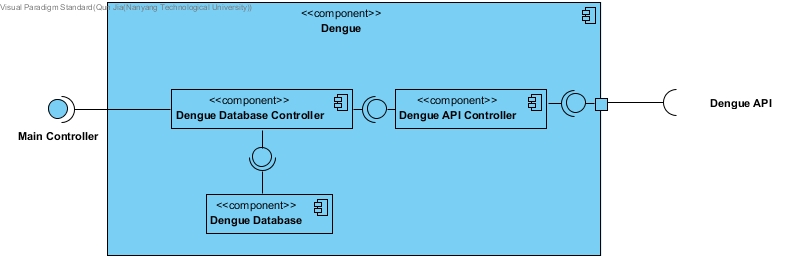 Visual Paradigm Standard(Qun Jia(Nanyang Technological University))
<<component>>
Dengue
<<component>>
Dengue Database Controller
<<component>>
Dengue API Controller
Dengue API
Main Controller
<<component>>
Dengue Database